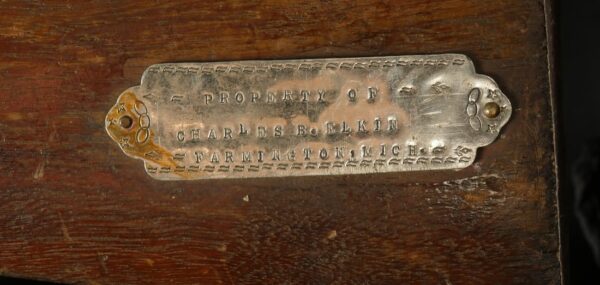 PROPERTY OF
CHARLES B. ELKIN
FARMINGTON, MICH.